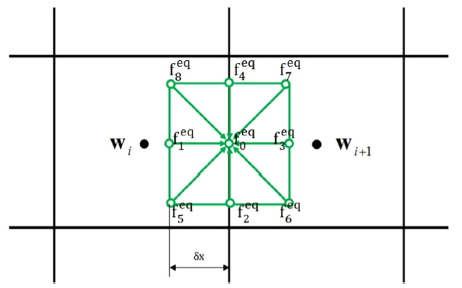 f₈^eq f₄^eq f₇^eq
w_i f₁^eq f₀^eq f₃^eq w_{i+1}
f₅^eq f₂^eq f₆^eq
δx